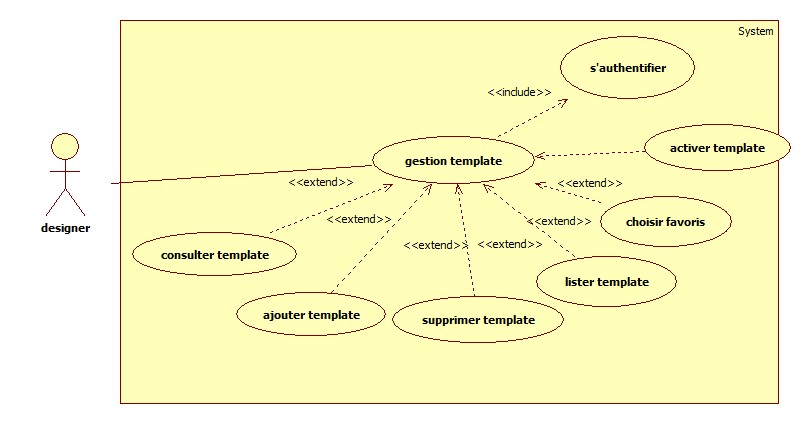 System
s'authentifier
<<include>>
activer template
gestion template
<<extend>>
<<extend>>
<<extend>>
<<extend>>
choisir favoris
designer
<<extend>>
<<extend>>
consulter template
lister template
ajouter template
supprimer template